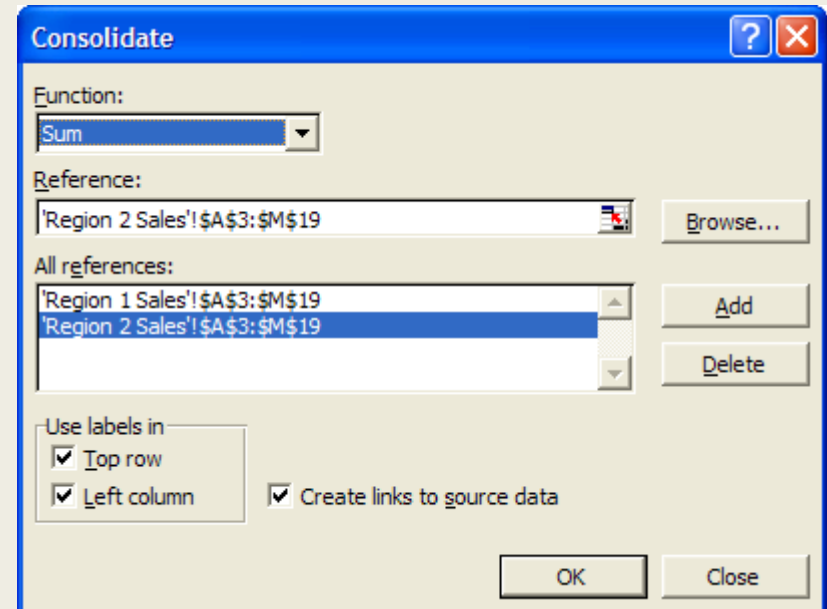 Consolidate
Function:
Sum
Reference:
'Region 2 Sales'!$A$3:$M$19
Browse...
All references:
'Region 1 Sales'!$A$3:$M$19
'Region 2 Sales'!$A$3:$M$19
Add
Delete
Use labels in
Top row
Left column
Create links to source data
OK
Close